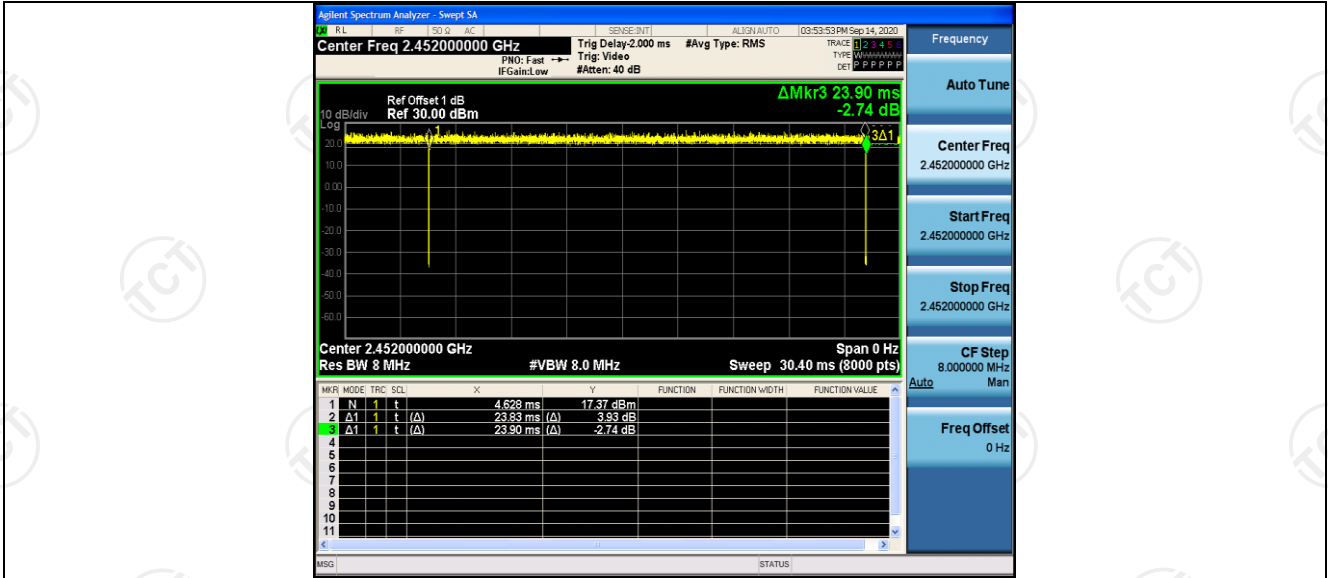 Agilent Spectrum Analyzer - Swept SA
RL RF 50 Ω AC SENSE:INT ALIGN AUTO 03:53:53 PM Sep 14, 2020
Center Freq 2.452000000 GHz
PNO: Fast
IFGain:Low
Trig Delay-2.000 ms
Trig: Video
#Atten: 40 dB
#Avg Type: RMS
TRACE 1 2 3 4 5 6
TYPE
DET P P P P P P
ΔMkr3 23.90 ms
-2.74 dB
Ref Offset 1 dB
10 dB/div Ref 30.00 dBm
Log
1
3Δ1
20.0
10.0
0.00
-10.0
-20.0
-30.0
-40.0
-50.0
-60.0
Center 2.452000000 GHz Span 0 Hz
Res BW 8 MHz #VBW 8.0 MHz Sweep 30.40 ms (8000 pts)
MKR MODE TRC SCL X Y FUNCTION FUNCTION WIDTH FUNCTION VALUE
1 N 1 t 4.628 ms 17.37 dBm
2 Δ1 1 t (Δ) 23.83 ms (Δ) 3.93 dB
3 Δ1 1 t (Δ) 23.90 ms (Δ) -2.74 dB
4
5
6
7
8
9
10
11
MSG STATUS
Frequency
Auto Tune
Center Freq
2.452000000 GHz
Start Freq
2.452000000 GHz
Stop Freq
2.452000000 GHz
CF Step
8.000000 MHz
Auto Man
Freq Offset
0 Hz
TCT
TCT